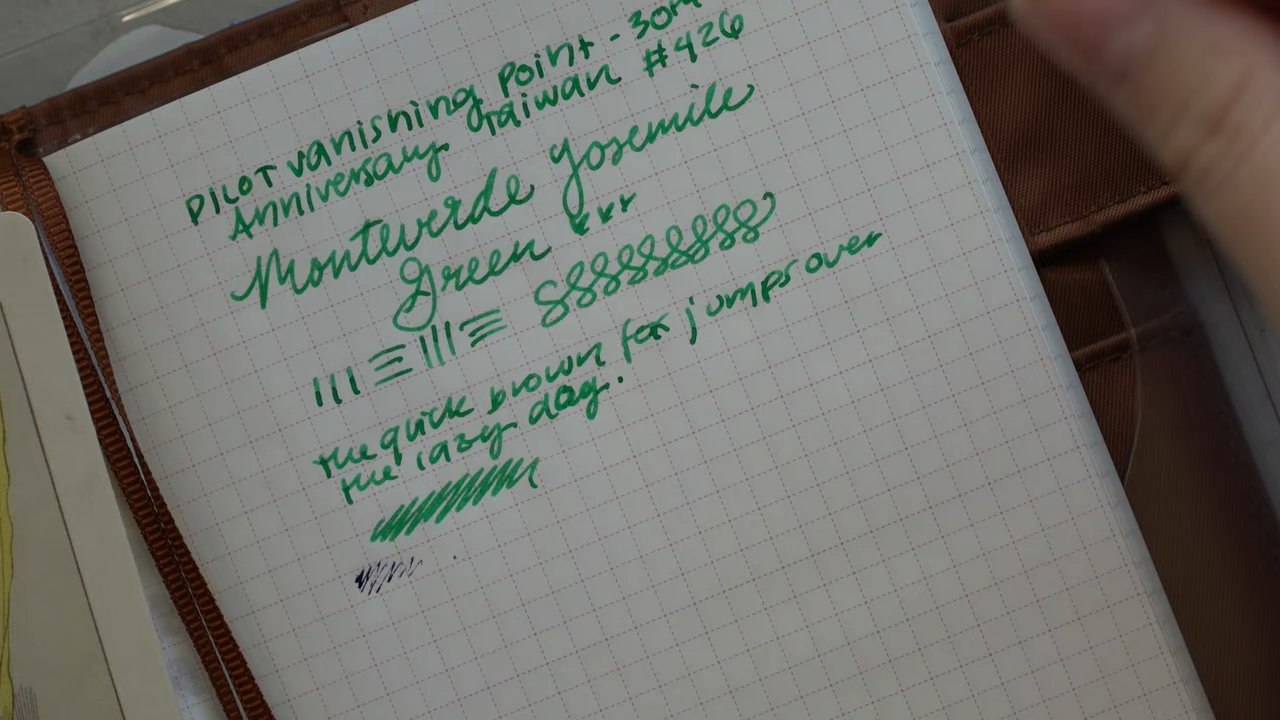 PILOT vanishing point - 30th
Anniversary Taiwan #426
Monteverde Yosemite
Green
the quick brown fox jumps over
the lazy dog.